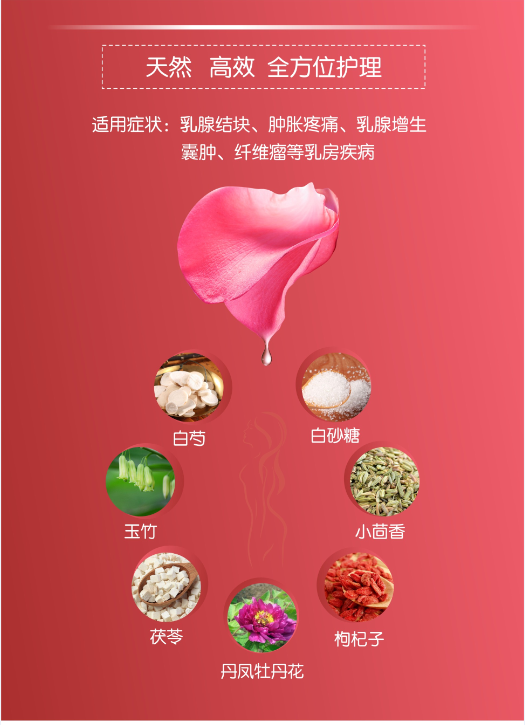 天然 高效 全方位护理
适用症状：乳腺结块、肿胀疼痛、乳腺增生
囊肿、纤维瘤等乳房疾病
白芍
白砂糖
玉竹
小茴香
茯苓
枸杞子
丹凤牡丹花